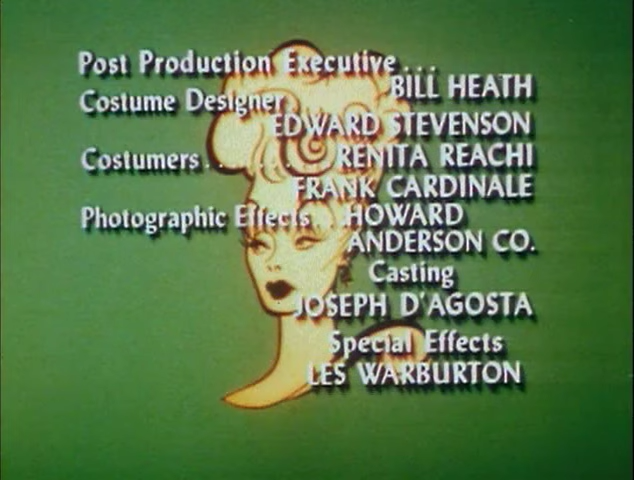 Post Production Executive...
BILL HEATH
Costume Designer.
EDWARD STEVENSON
Costumers........RENITA REACHI
FRANK CARDINALE
Photographic Effects..HOWARD
ANDERSON CO.
Casting
JOSEPH D'AGOSTA
Special Effects
LES WARBURTON